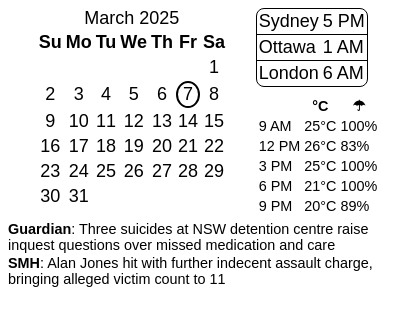 March 2025
Su Mo Tu We Th Fr Sa
1
2 3 4 5 6 7 8
9 10 11 12 13 14 15
16 17 18 19 20 21 22
23 24 25 26 27 28 29
30 31
Sydney 5 PM
Ottawa 1 AM
London 6 AM
°C ☂
9 AM 25°C 100%
12 PM 26°C 83%
3 PM 25°C 100%
6 PM 21°C 100%
9 PM 20°C 89%
Guardian: Three suicides at NSW detention centre raise
inquest questions over missed medication and care
SMH: Alan Jones hit with further indecent assault charge,
bringing alleged victim count to 11